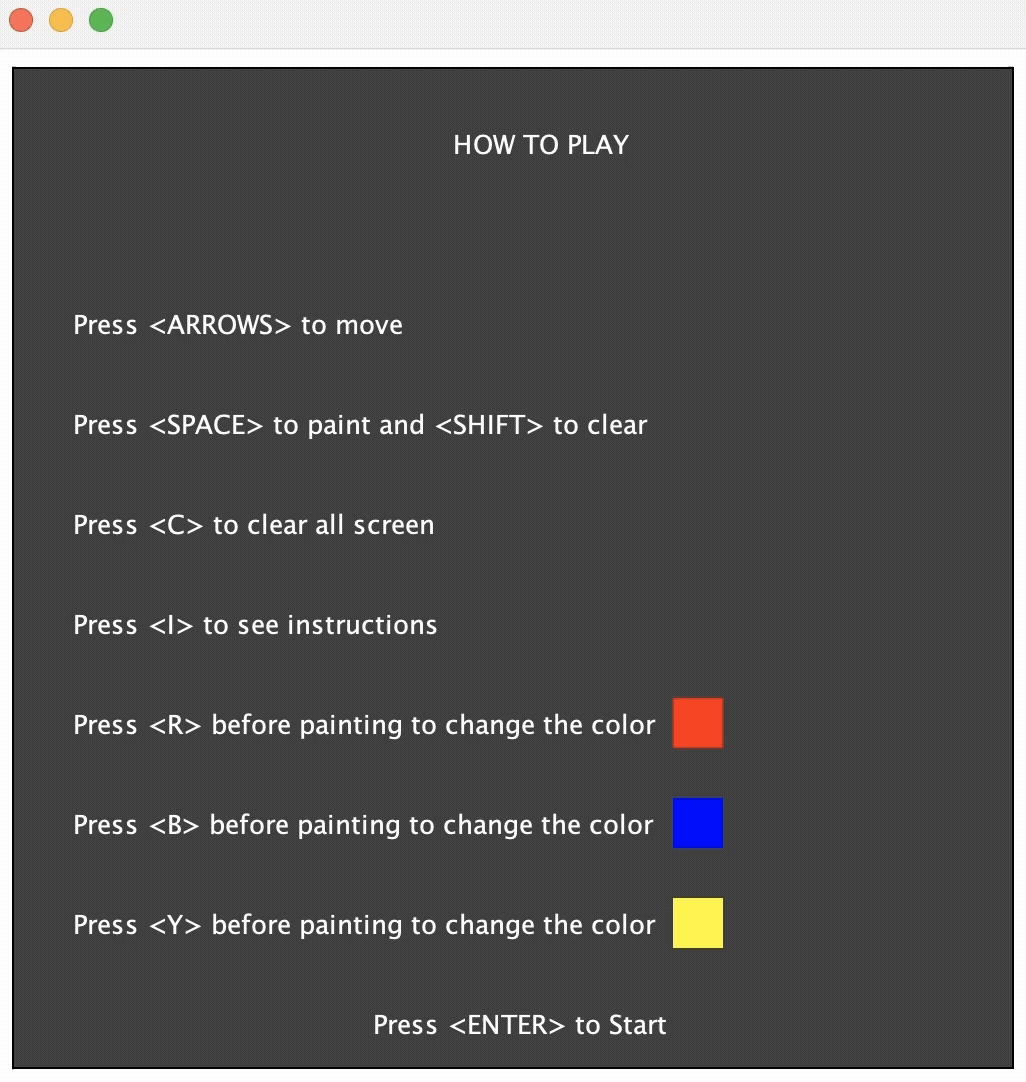 HOW TO PLAY
Press <ARROWS> to move
Press <SPACE> to paint and <SHIFT> to clear
Press <C> to clear all screen
Press <I> to see instructions
Press <R> before painting to change the color
Press <B> before painting to change the color
Press <Y> before painting to change the color
Press <ENTER> to Start